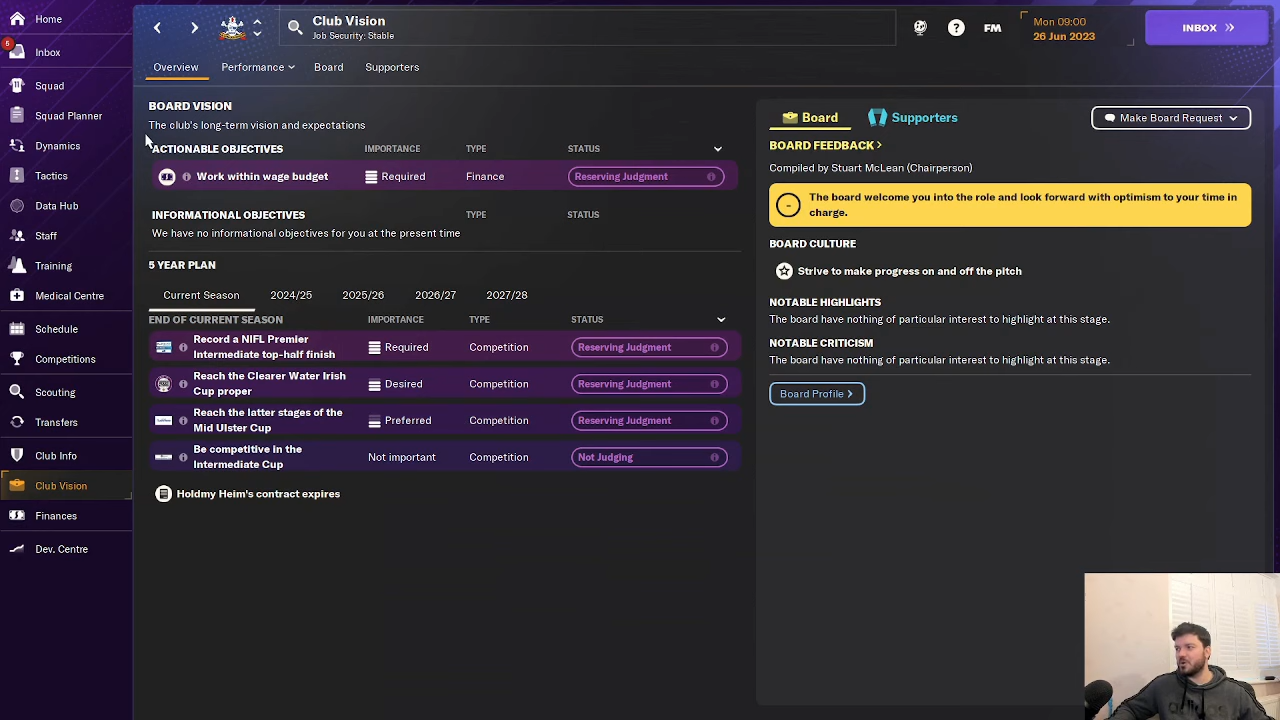 Home
5
Inbox
Squad
Squad Planner
Dynamics
Tactics
Data Hub
Staff
Training
Medical Centre
Schedule
Competitions
Scouting
Transfers
Club Info
Club Vision
Finances
Dev. Centre
Club Vision
Job Security:Stable
?
FM
Mon 09:00
26 Jun 2023
INBOX
Overview
Performance
Board
Supporters
BOARD VISION
The club's long-term vision and expectations
ACTIONABLE OBJECTIVES IMPORTANCE TYPE STATUS
Work within wage budget Required Finance Reserving Judgment
INFORMATIONAL OBJECTIVES TYPE STATUS
We have no informational objectives for you at the present time
5 YEAR PLAN
Current Season 2024/25 2025/26 2026/27 2027/28
END OF CURRENT SEASON IMPORTANCE TYPE STATUS
Record a NIFL Premier
Intermediate top-half finish Required Competition Reserving Judgment
Reach the Clearer Water Irish
Cup proper Desired Competition Reserving Judgment
Reach the latter stages of the
Mid Ulster Cup Preferred Competition Reserving Judgment
Be competitive in the
Intermediate Cup Not important Competition Not Judging
Holdmy Heim's contract expires
Board Supporters Make Board Request
BOARD FEEDBACK
Compiled by Stuart McLean (Chairperson)
The board welcome you into the role and look forward with optimism to your time in
charge.
BOARD CULTURE
Strive to make progress on and off the pitch
NOTABLE HIGHLIGHTS
The board have nothing of particular interest to highlight at this stage.
NOTABLE CRITICISM
The board have nothing of particular interest to highlight at this stage.
Board Profile